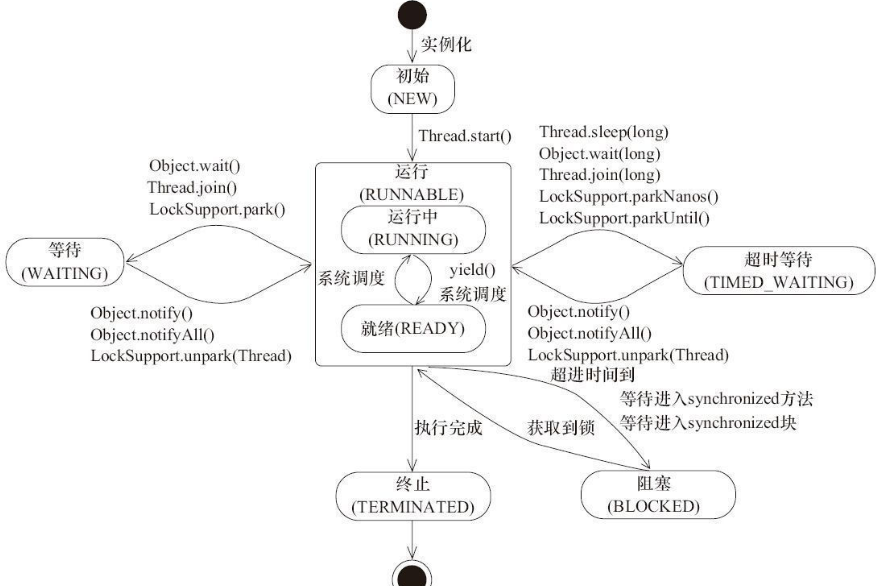 实例化
初始
(NEW)
Thread.start()
Object.wait()
Thread.join()
LockSupport.park()
运行
(RUNNABLE)
运行中
(RUNNING)
系统调度
yield()
系统调度
就绪(READY)
Thread.sleep(long)
Object.wait(long)
Thread.join(long)
LockSupport.parkNanos()
LockSupport.parkUntil()
等待
(WAITING)
超时等待
(TIMED_WAITING)
Object.notify()
Object.notifyAll()
LockSupport.unpark(Thread)
Object.notify()
Object.notifyAll()
LockSupport.unpark(Thread)
超进时间到
等待进入synchronized方法
等待进入synchronized块
执行完成
获取到锁
终止
(TERMINATED)
阻塞
(BLOCKED)